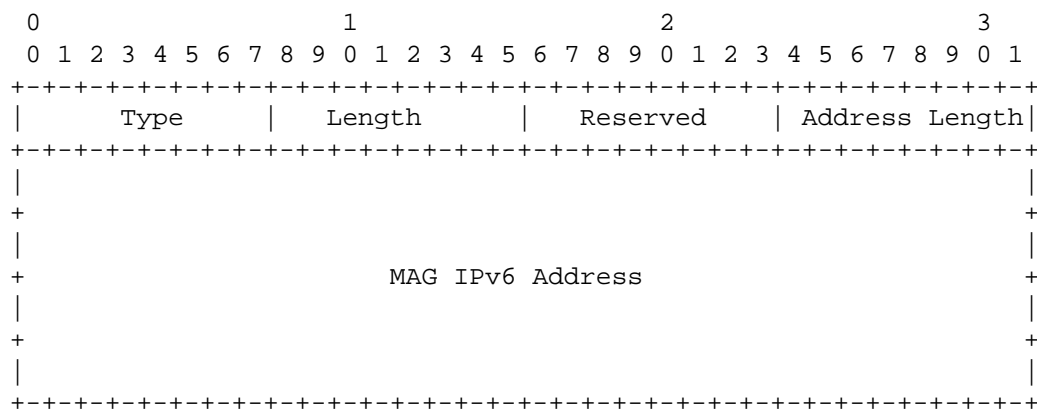 0                   1                   2                   3
 0 1 2 3 4 5 6 7 8 9 0 1 2 3 4 5 6 7 8 9 0 1 2 3 4 5 6 7 8 9 0 1
+-+-+-+-+-+-+-+-+-+-+-+-+-+-+-+-+-+-+-+-+-+-+-+-+-+-+-+-+-+-+-+-+
|      Type     |   Length      |   Reserved    | Address Length|
+-+-+-+-+-+-+-+-+-+-+-+-+-+-+-+-+-+-+-+-+-+-+-+-+-+-+-+-+-+-+-+-+
|                                                               |
+                                                               +
|                                                               |
+                       MAG IPv6 Address                        +
|                                                               |
+                                                               +
|                                                               |
+-+-+-+-+-+-+-+-+-+-+-+-+-+-+-+-+-+-+-+-+-+-+-+-+-+-+-+-+-+-+-+-+